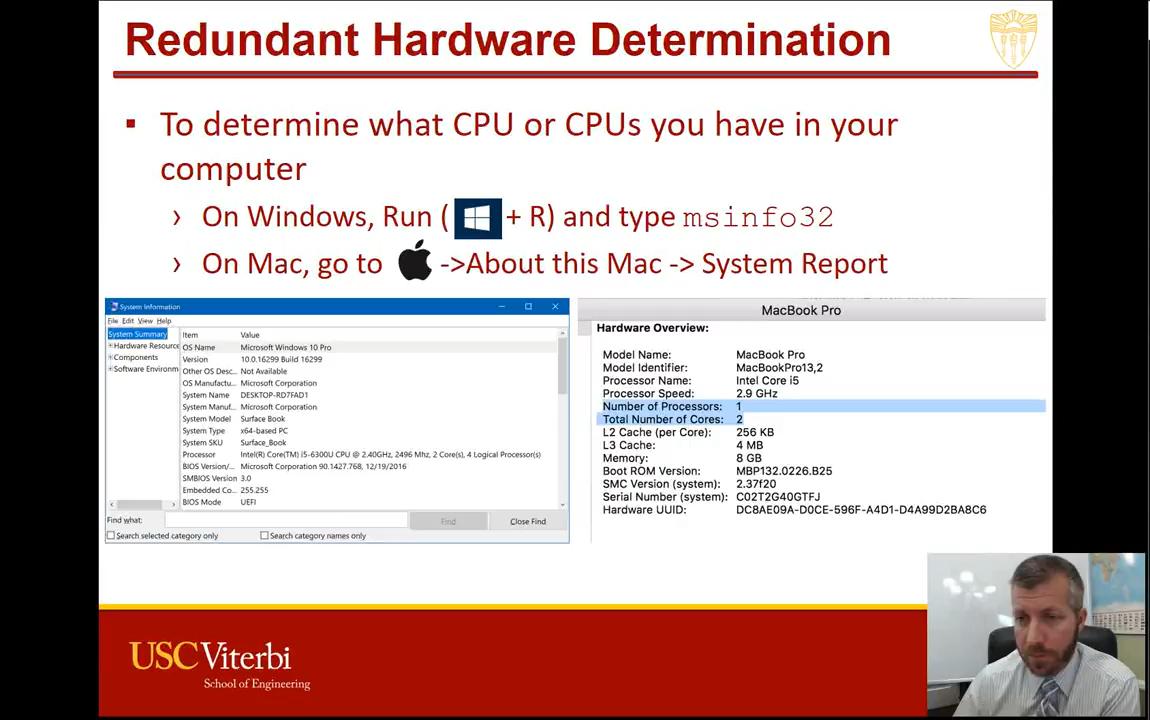 Redundant Hardware Determination
To determine what CPU or CPUs you have in your
computer
On Windows, Run ( + R) and type msinfo32
On Mac, go to ->About this Mac -> System Report
System Information
File Edit View Help
System Summary
Hardware Resource
Components
Software Environm
Item Value
OS Name Microsoft Windows 10 Pro
Version 10.0.16299 Build 16299
Other OS Desc... Not Available
OS Manufactu... Microsoft Corporation
System Name DESKTOP-RD7FAD1
System Manuf... Microsoft Corporation
System Model Surface Book
System Type x64-based PC
System SKU Surface_Book
Processor Intel(R) Core(TM) i5-6300U CPU @ 2.40GHz, 2496 Mhz, 2 Core(s), 4 Logical Processor(s)
BIOS Version/... Microsoft Corporation 90.1427.768, 12/19/2016
SMBIOS Version 3.0
Embedded Co... 255.255
BIOS Mode UEFI
Find what: Find Close Find
Search selected category only Search category names only
MacBook Pro
Hardware Overview:
Model Name: MacBook Pro
Model Identifier: MacBookPro13,2
Processor Name: Intel Core i5
Processor Speed: 2.9 GHz
Number of Processors: 1
Total Number of Cores: 2
L2 Cache (per Core): 256 KB
L3 Cache: 4 MB
Memory: 8 GB
Boot ROM Version: MBP132.0226.B25
SMC Version (system): 2.37f20
Serial Number (system): C02T2G40GTFJ
Hardware UUID: DC8AE09A-D0CE-596F-A4D1-D4A99D2BA8C6
USC Viterbi
School of Engineering